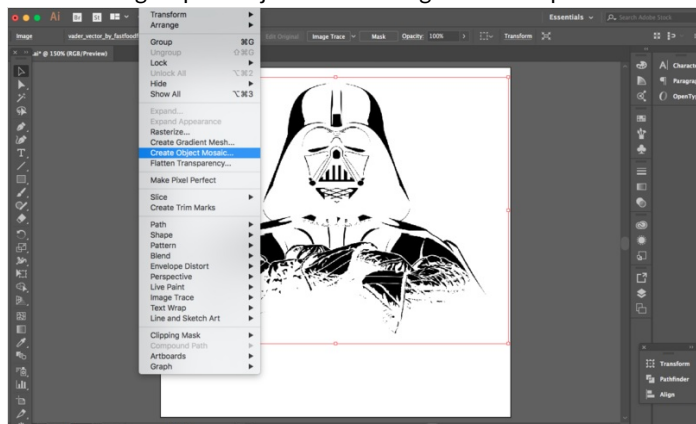 Essentials
Search Adobe Stock
Image
vader_vector_by_fastfood
Edit Original
Image Trace
Mask
Opacity: 100%
Transform
.ai* @ 150% (RGB/Preview)
Transform
Arrange
Group ⌘G
Ungroup ⇧⌘G
Lock
Unlock All ⌥⌘2
Hide
Show All ⌥⌘3
Expand...
Expand Appearance
Rasterize...
Create Gradient Mesh...
Create Object Mosaic...
Flatten Transparency...
Make Pixel Perfect
Slice
Create Trim Marks
Path
Shape
Pattern
Blend
Envelope Distort
Perspective
Live Paint
Image Trace
Text Wrap
Line and Sketch Art
Clipping Mask
Compound Path
Artboards
Graph
Transform
Pathfinder
Align